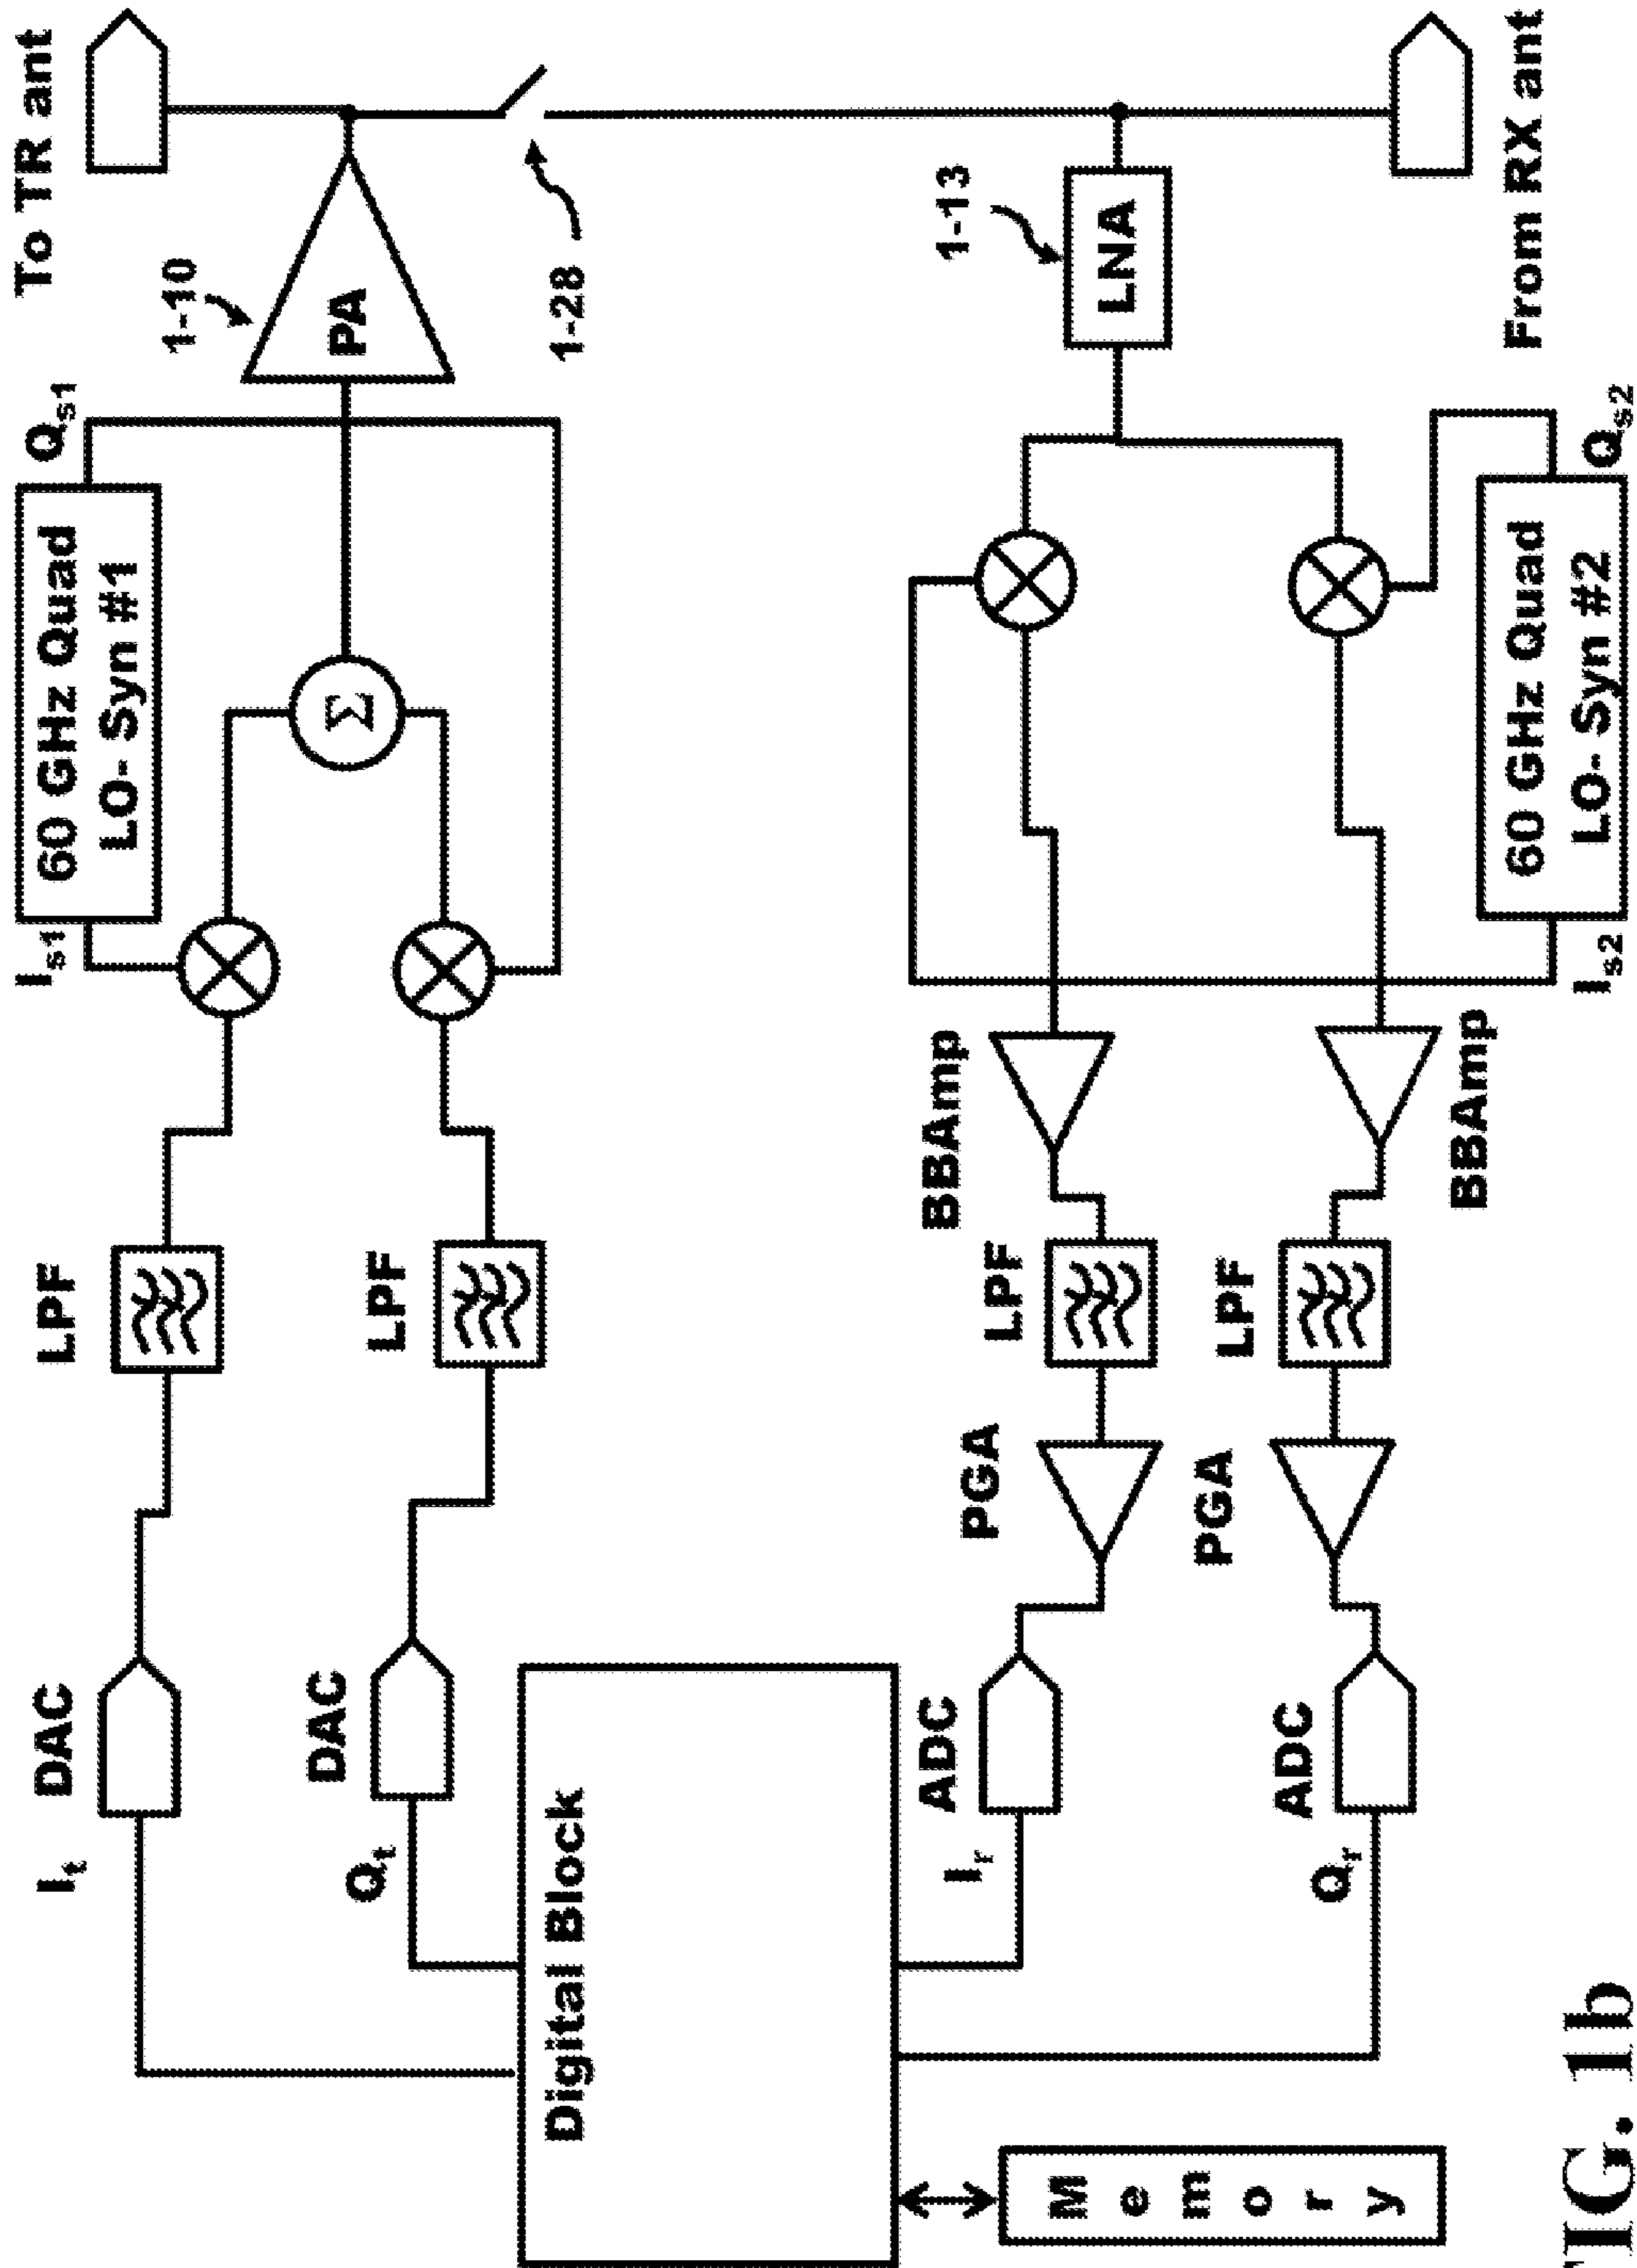 To TR ant
1-10
PA
1-28
Q_s1
60 GHz Quad
LO- Syn #1
I_s1
Σ
LPF
LPF
DAC
DAC
I_t
Q_t
Digital Block
Memory
1-13
LNA
From RX ant
Q_s2
60 GHz Quad
LO- Syn #2
I_s2
BBAmp
BBAmp
LPF
LPF
PGA
PGA
ADC
ADC
I_r
Q_r
FIG. 1b